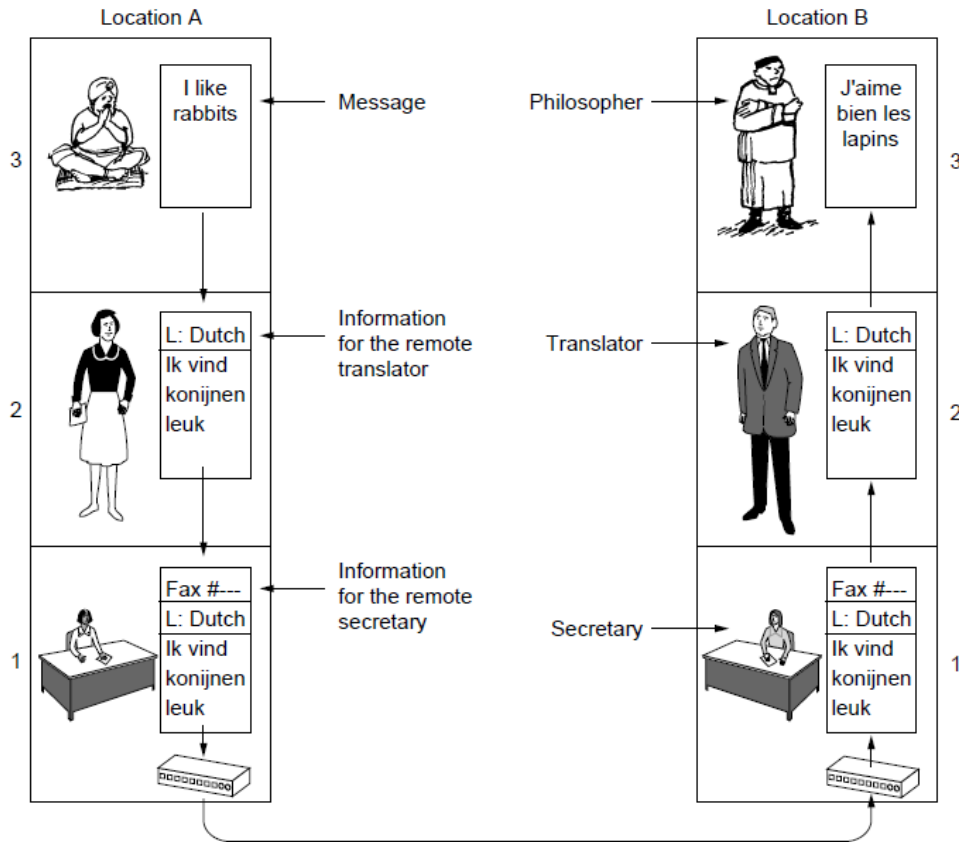 Location A
Location B
I like
rabbits
Message
Philosopher
J'aime
bien les
lapins
3
3
L: Dutch
Ik vind
konijnen
leuk
Information
for the remote
translator
Translator
L: Dutch
Ik vind
konijnen
leuk
2
2
Fax #---
L: Dutch
Ik vind
konijnen
leuk
Information
for the remote
secretary
Secretary
Fax #---
L: Dutch
Ik vind
konijnen
leuk
1
1